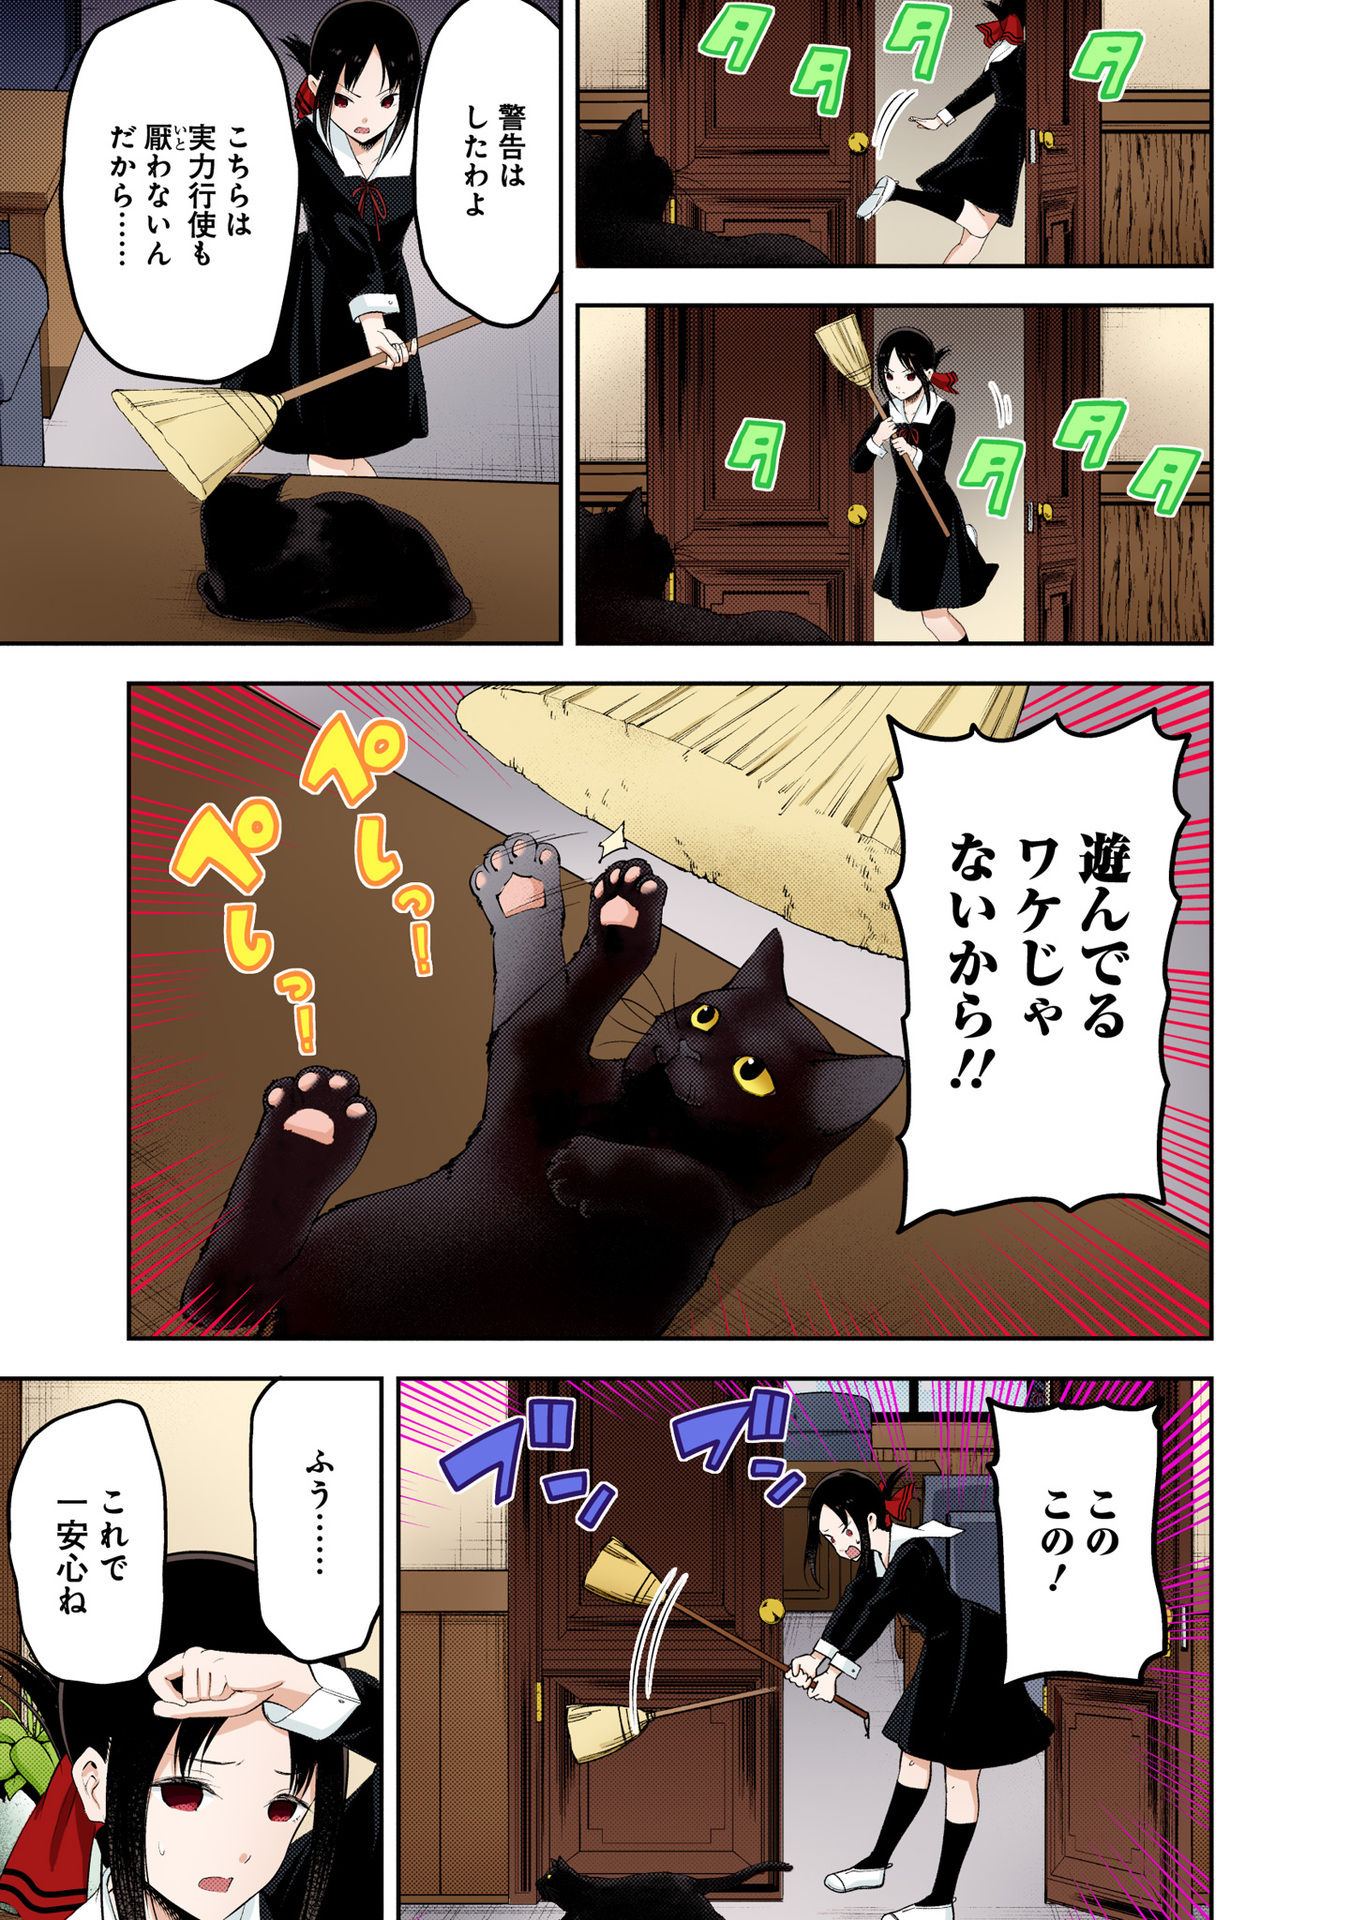 タタタタ
タタタタ
警告は
したわよ
こちらは
実力行使も
厭わないん
いと
だから……
遊んでる
ワケじゃ
ないから!!
ペしっ!
ペしっ!
この
この!
ブンブン
ふう……
これで
一安心ね